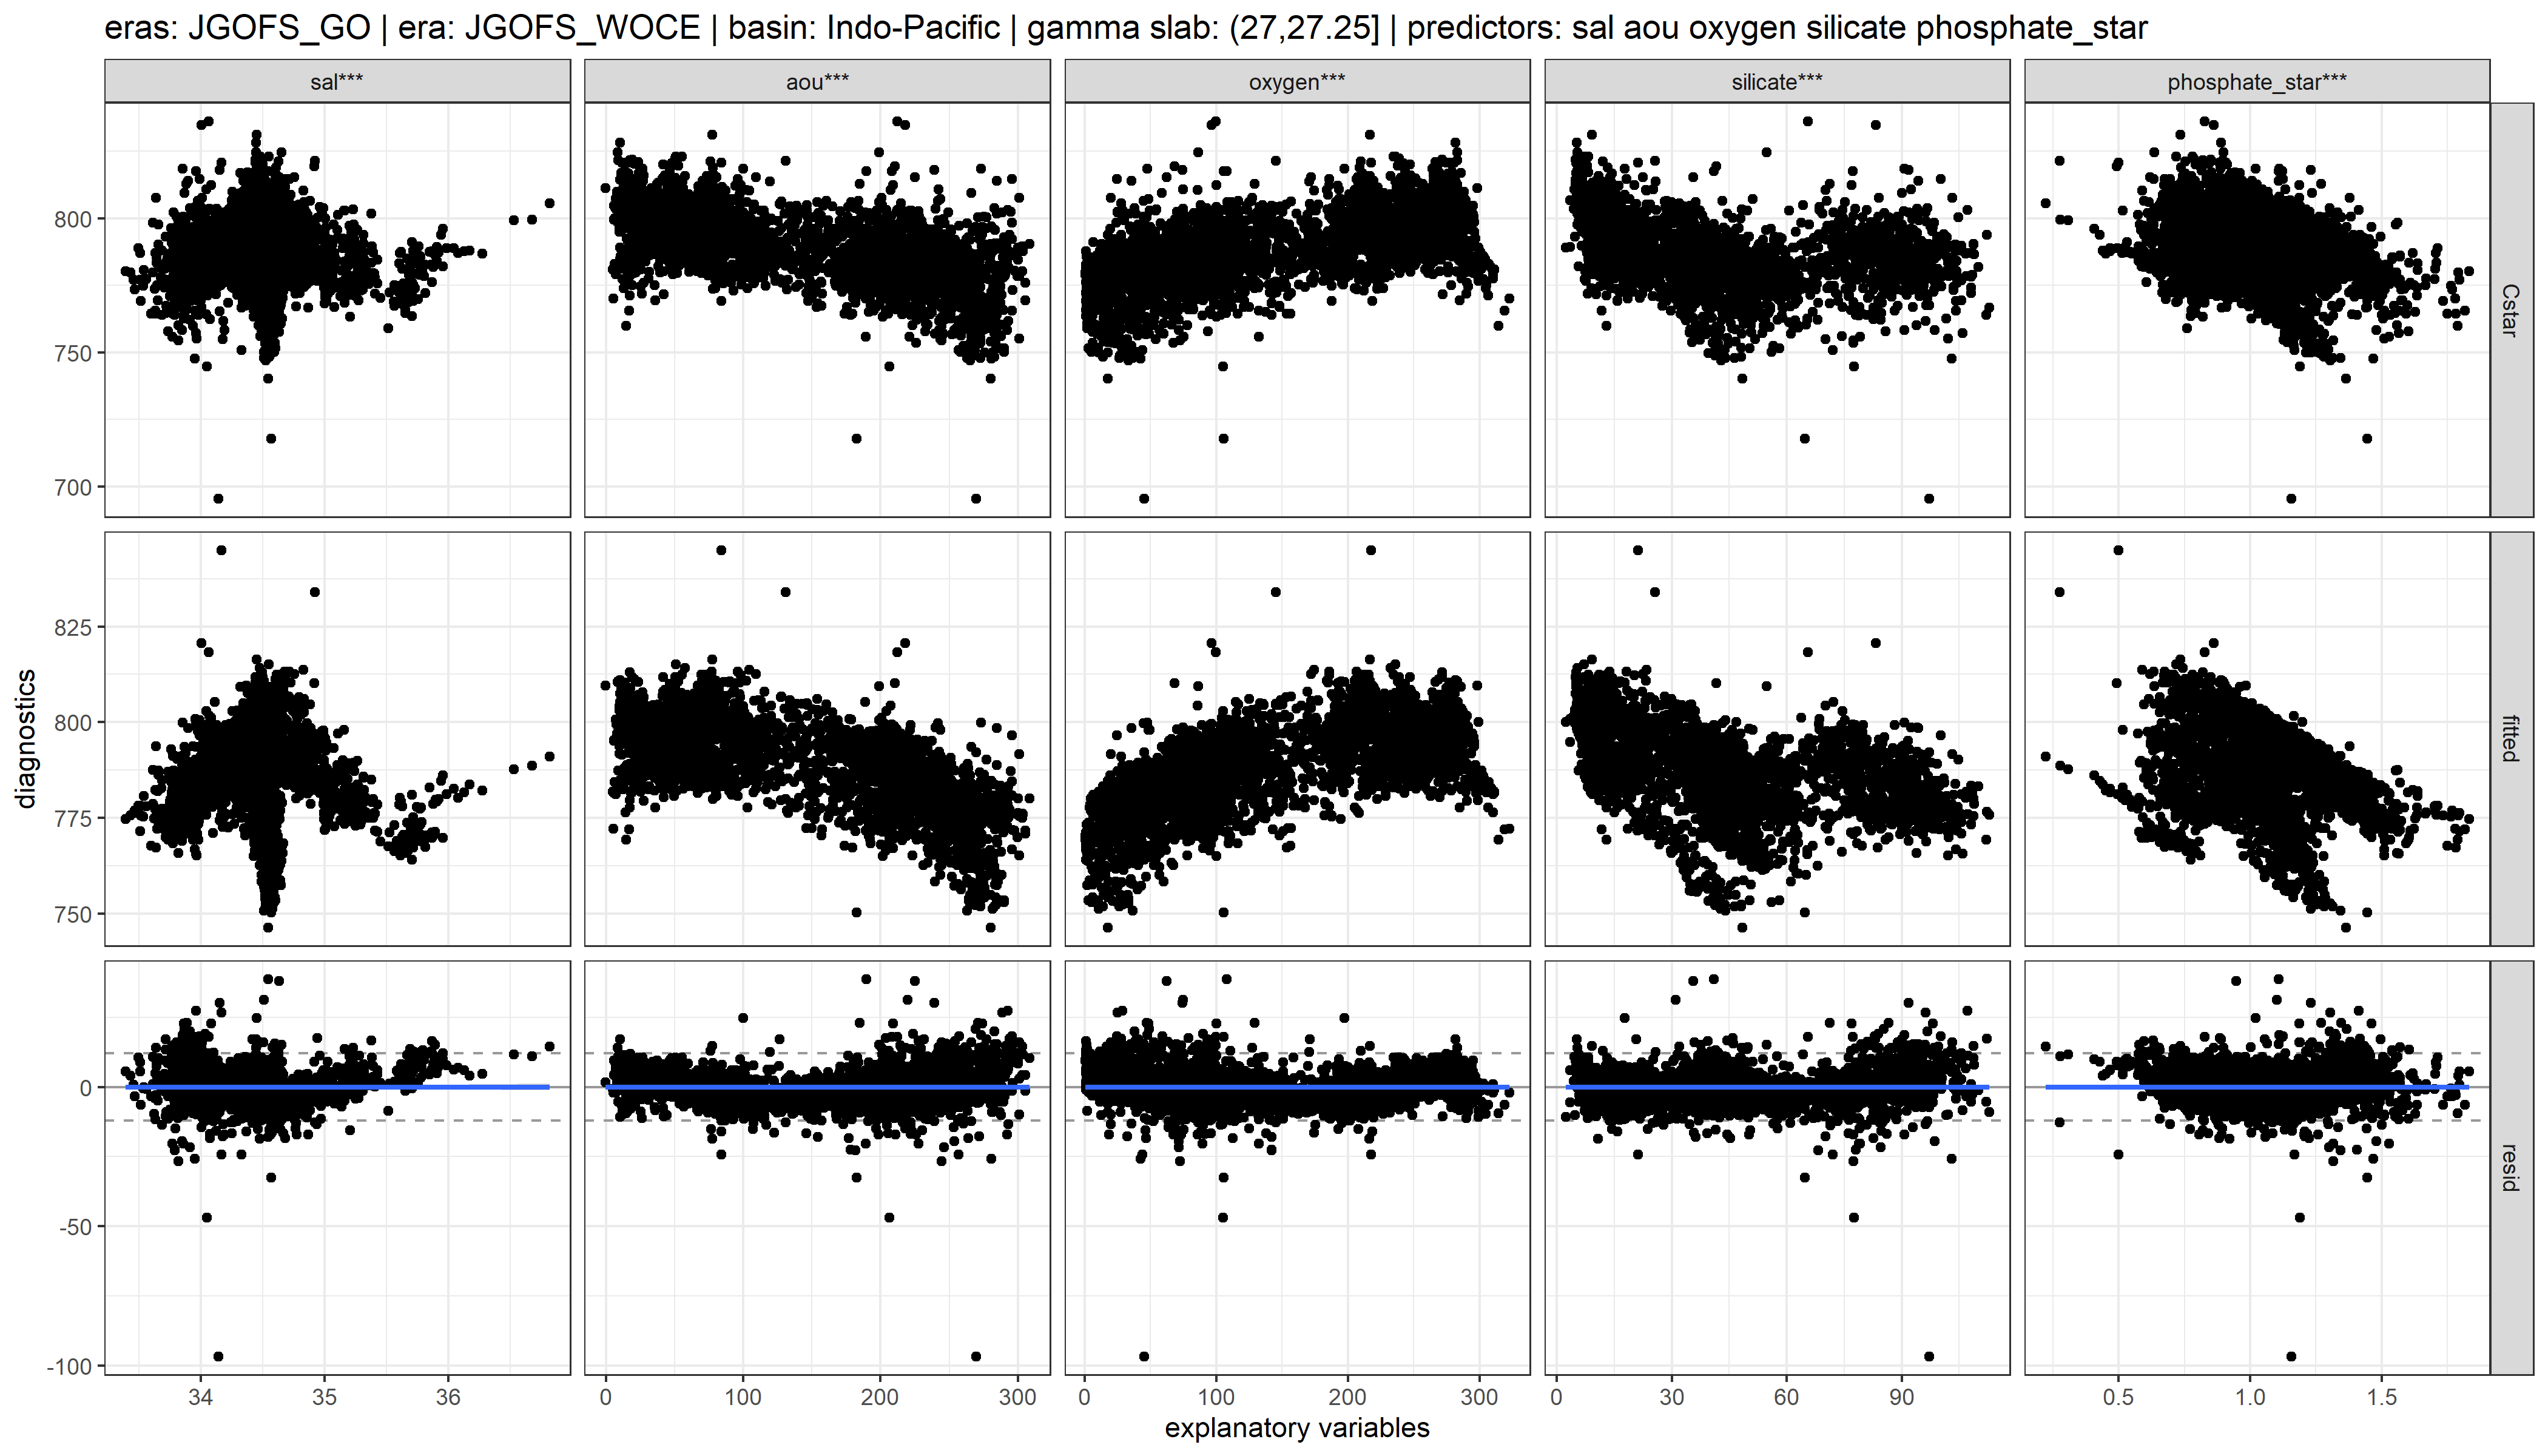 eras: JGOFS_GO | era: JGOFS_WOCE | basin: Indo-Pacific | gamma slab: (27,27.25] | predictors: sal aou oxygen silicate phosphate_star
sal*** aou*** oxygen*** silicate*** phosphate_star***
800
750
700
Cstar
825
800
775
750
fitted
diagnostics
0
-50
-100
resid
34 35 36 0 100 200 300 0 100 200 300 0 30 60 90 0.5 1.0 1.5
explanatory variables